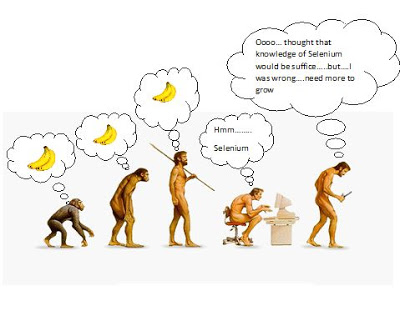 Oooo... thought that
knowledge of Selenium
would be suffice.....but....I
was wrong....need more to
grow
Hmm.........
Selenium